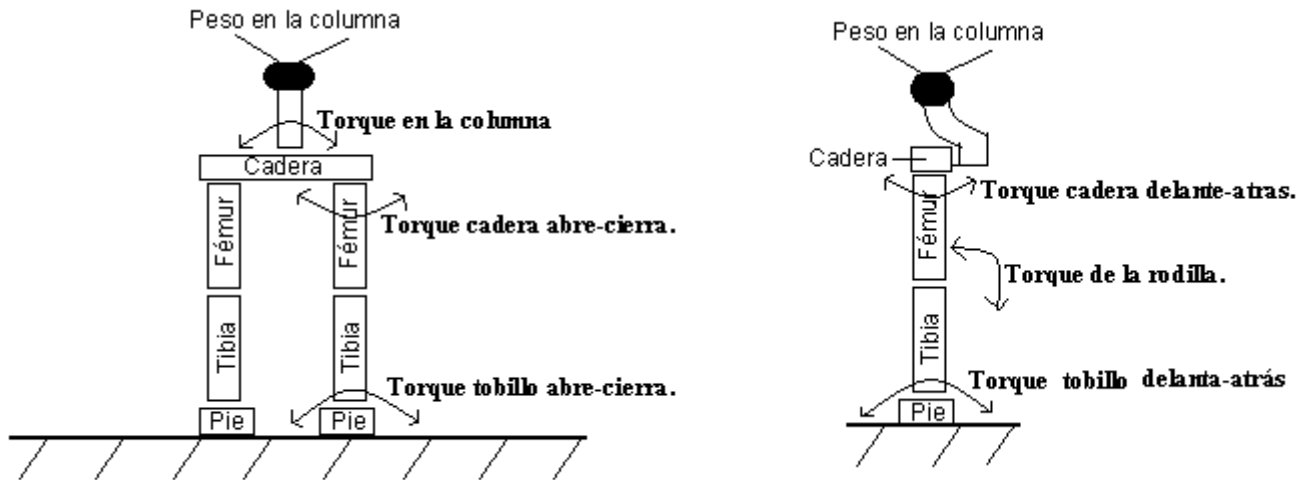 Peso en la columna
Torque en la columna
Cadera
Fémur
Fémur
Torque cadera abre-cierra.
Tibia
Tibia
Torque tobillo abre-cierra.
Pie
Pie
Peso en la columna
Cadera
Torque cadera delante-atras.
Fémur
Torque de la rodilla.
Tibia
Torque tobillo delanta-atrás
Pie